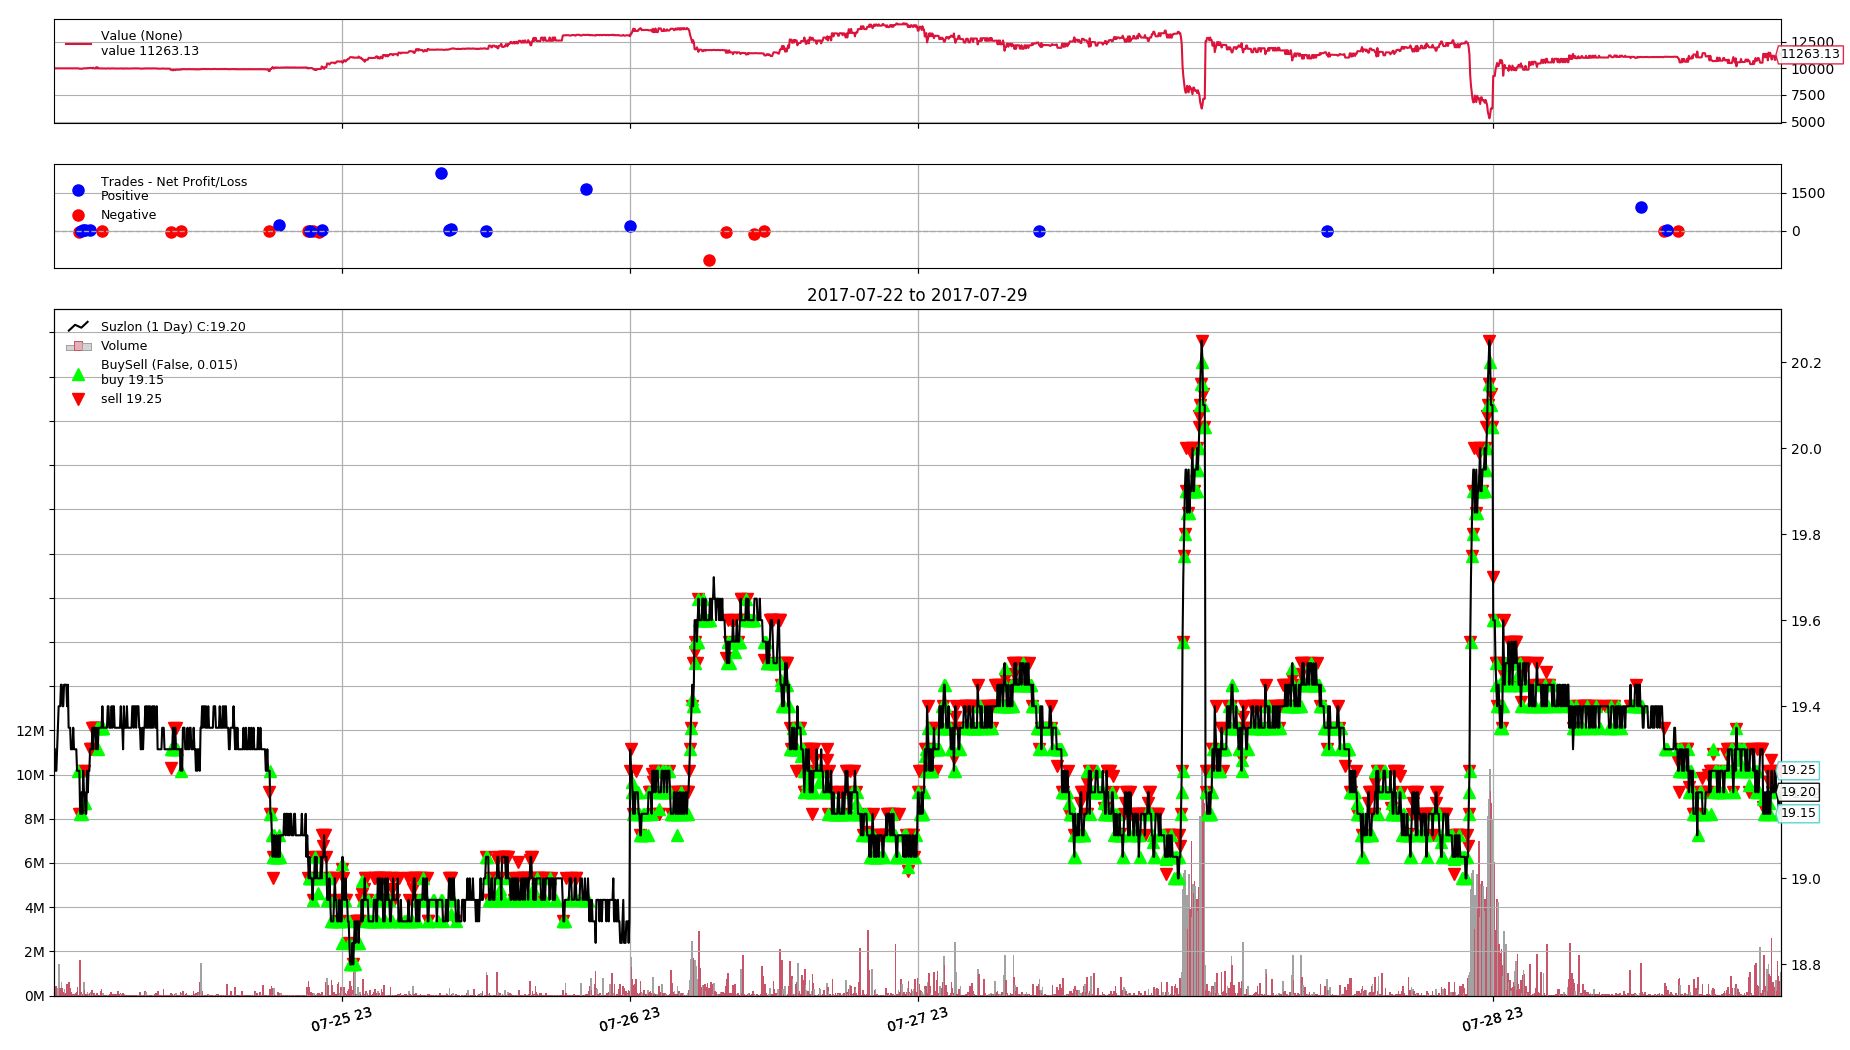 Value (None)
value 11263.13
12500
11263.13
10000
7500
5000
Trades - Net Profit/Loss
Positive
Negative
1500
0
2017-07-22 to 2017-07-29
Suzlon (1 Day) C:19.20
Volume
BuySell (False, 0.015)
buy 19.15
sell 19.25
20.2
20.0
19.8
19.6
19.4
19.25
19.20
19.15
19.0
18.8
12M
10M
8M
6M
4M
2M
0M
07-25 23
07-26 23
07-27 23
07-28 23